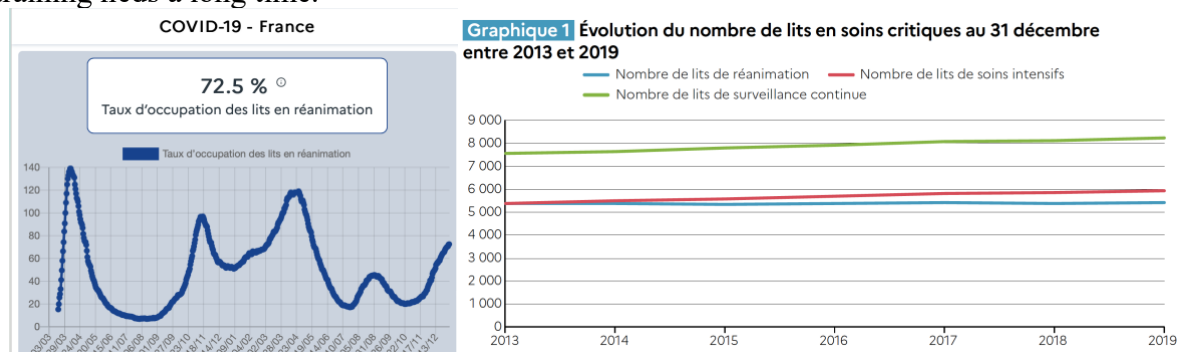 training neds a long time.
COVID-19 - France
72.5 %
Taux d'occupation des lits en réanimation
Taux d'occupation des lits en réanimation
140
120
100
80
60
40
20
0
Graphique 1 Évolution du nombre de lits en soins critiques au 31 décembre
entre 2013 et 2019
Nombre de lits de réanimation Nombre de lits de soins intensifs
Nombre de lits de surveillance continue
9 000
8 000
7 000
6 000
5 000
4 000
3 000
2 000
1 000
0
2013 2014 2015 2016 2017 2018 2019